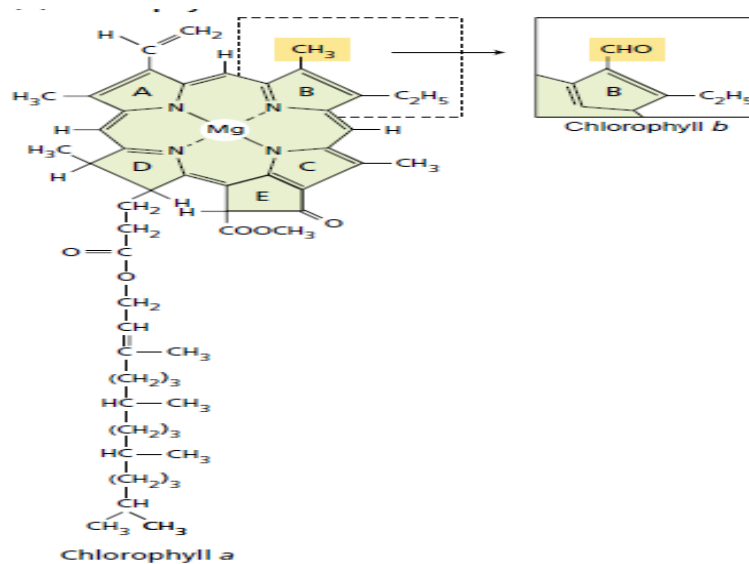 H
CH2
H
CH3
CHO
A
B
B
H3C
N
N
C2H5
C2H5
H
Mg
H
Chlorophyll b
H3C
N
N
D
C
CH3
H
E
CH2
H
H
O
CH2
COOCH3
O
C
O
CH2
CH
C
CH3
(CH2)3
HC
CH3
(CH2)3
HC
CH3
(CH2)3
CH
CH3
CH3
Chlorophyll a